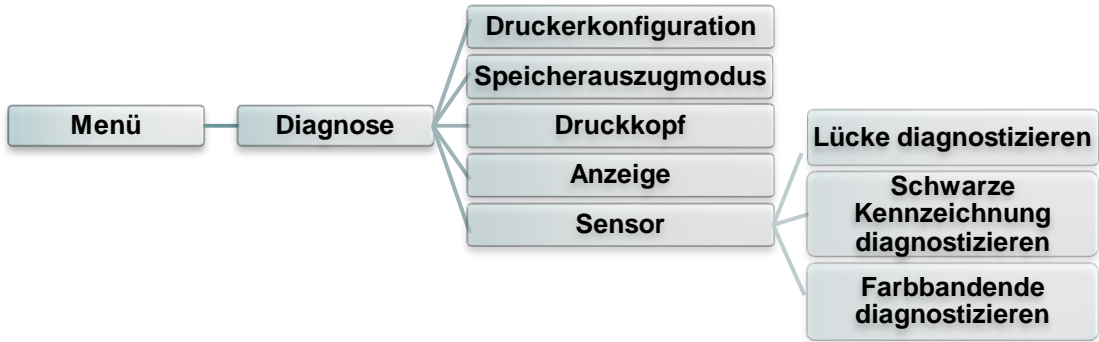 Menü
Diagnose
Druckerkonfiguration
Speicherauszugmodus
Druckkopf
Anzeige
Sensor
Lücke diagnostizieren
Schwarze
Kennzeichnung
diagnostizieren
Farbbandende
diagnostizieren